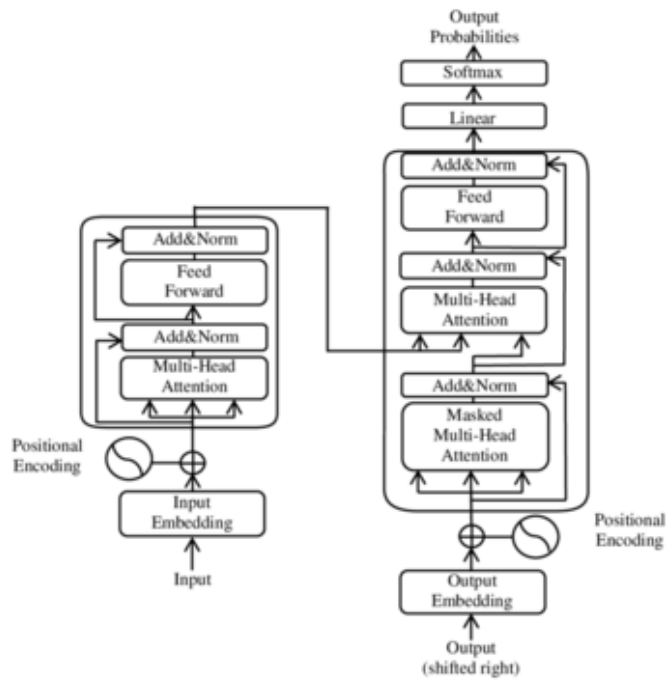 Output
Probabilities
Softmax
Linear
Add&Norm
Feed
Forward
Add&Norm
Multi-Head
Attention
Add&Norm
Masked
Multi-Head
Attention
Positional
Encoding
Output
Embedding
Output
(shifted right)
Add&Norm
Feed
Forward
Add&Norm
Multi-Head
Attention
Positional
Encoding
Input
Embedding
Input